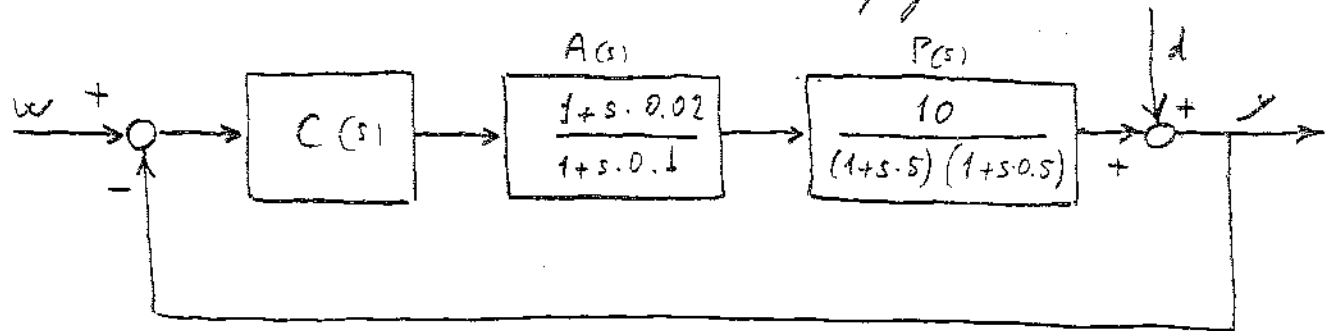 A(s)
P(s)
d
w
+
C(s)
1+s·0.02
1+s·0.1
10
(1+s·5)(1+s·0.5)
+
+
y
-